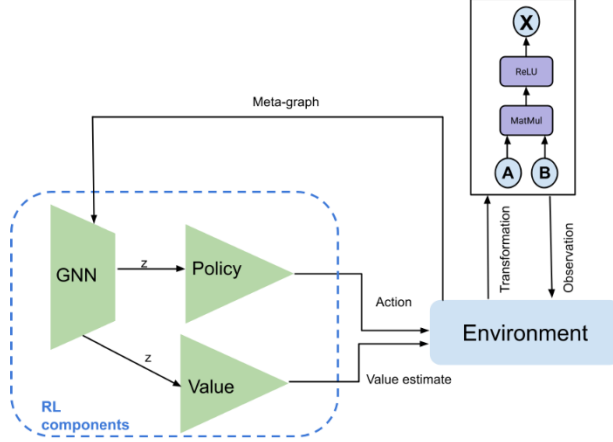 X
ReLU
MatMul
A
B
Meta-graph
Transformation
Observation
GNN
z
Policy
Action
Environment
z
Value
Value estimate
RL
components